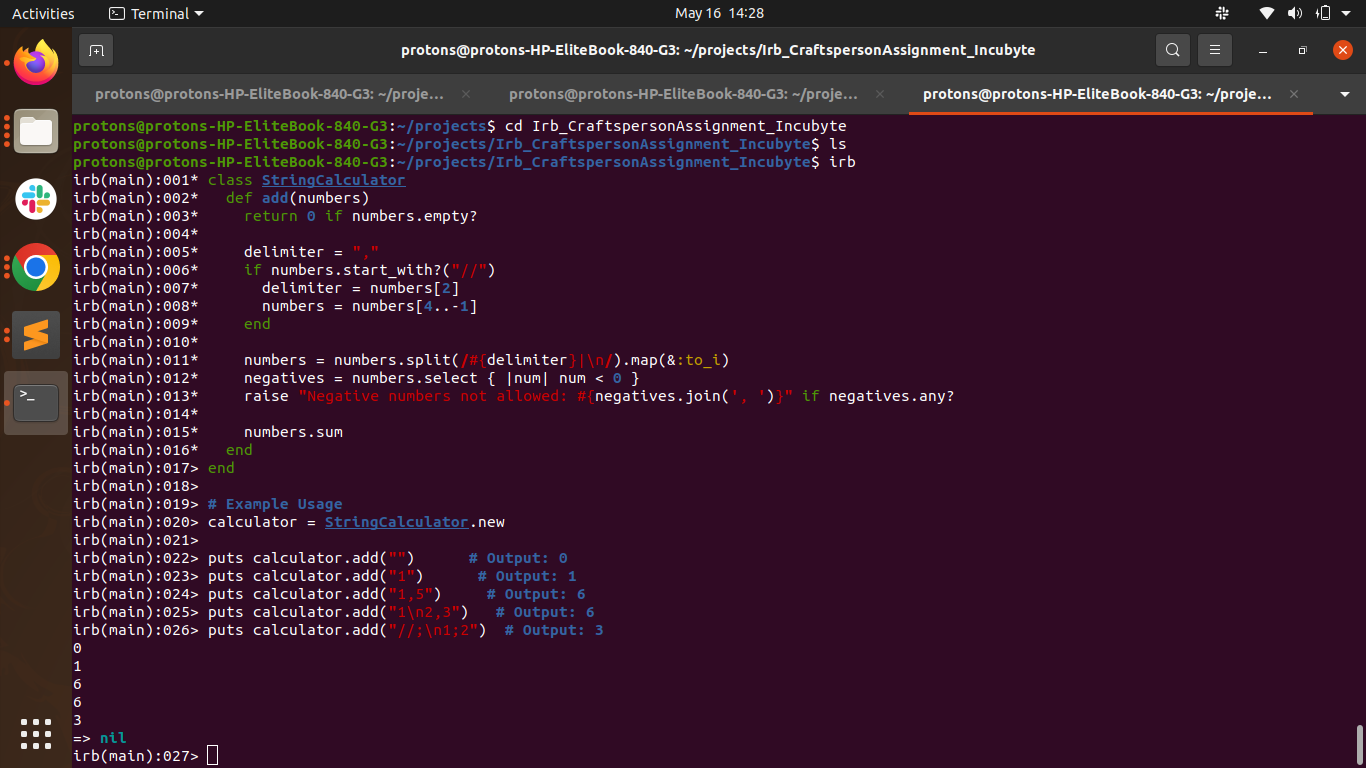 Activities Terminal May 16 14:28
protons@protons-HP-EliteBook-840-G3: ~/projects/Irb_CraftspersonAssignment_Incubyte
protons@protons-HP-EliteBook-840-G3: ~/proje... × protons@protons-HP-EliteBook-840-G3: ~/proje... × protons@protons-HP-EliteBook-840-G3: ~/proje... ×
protons@protons-HP-EliteBook-840-G3:~/projects$ cd Irb_CraftspersonAssignment_Incubyte
protons@protons-HP-EliteBook-840-G3:~/projects/Irb_CraftspersonAssignment_Incubyte$ ls
protons@protons-HP-EliteBook-840-G3:~/projects/Irb_CraftspersonAssignment_Incubyte$ irb
irb(main):001* class StringCalculator
irb(main):002*   def add(numbers)
irb(main):003*     return 0 if numbers.empty?
irb(main):004*
irb(main):005*     delimiter = ","
irb(main):006*     if numbers.start_with?("//")
irb(main):007*       delimiter = numbers[2]
irb(main):008*       numbers = numbers[4..-1]
irb(main):009*     end
irb(main):010*
irb(main):011*     numbers = numbers.split(/#{delimiter}|\n/).map(&:to_i)
irb(main):012*     negatives = numbers.select { |num| num < 0 }
irb(main):013*     raise "Negative numbers not allowed: #{negatives.join(', ')}" if negatives.any?
irb(main):014*
irb(main):015*     numbers.sum
irb(main):016*   end
irb(main):017> end
irb(main):018>
irb(main):019> # Example Usage
irb(main):020> calculator = StringCalculator.new
irb(main):021>
irb(main):022> puts calculator.add("")      # Output: 0
irb(main):023> puts calculator.add("1")      # Output: 1
irb(main):024> puts calculator.add("1,5")     # Output: 6
irb(main):025> puts calculator.add("1\n2,3")   # Output: 6
irb(main):026> puts calculator.add("//;\n1;2")  # Output: 3
0
1
6
6
3
=> nil
irb(main):027>